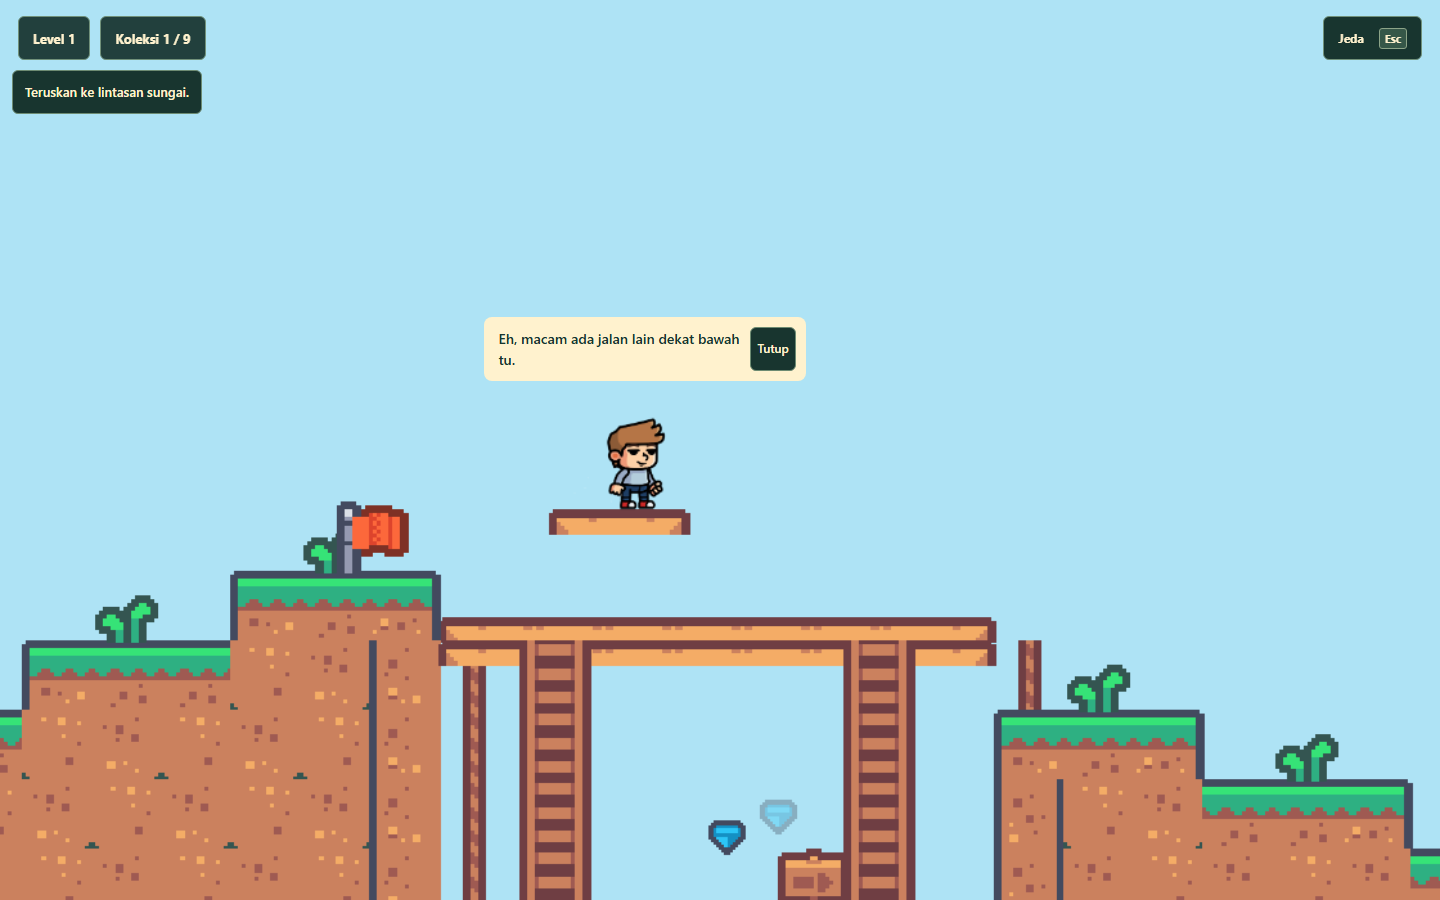 Level 1
Koleksi 1 / 9
Jeda Esc
Teruskan ke lintasan sungai.
Eh, macam ada jalan lain dekat bawah
tu.
Tutup